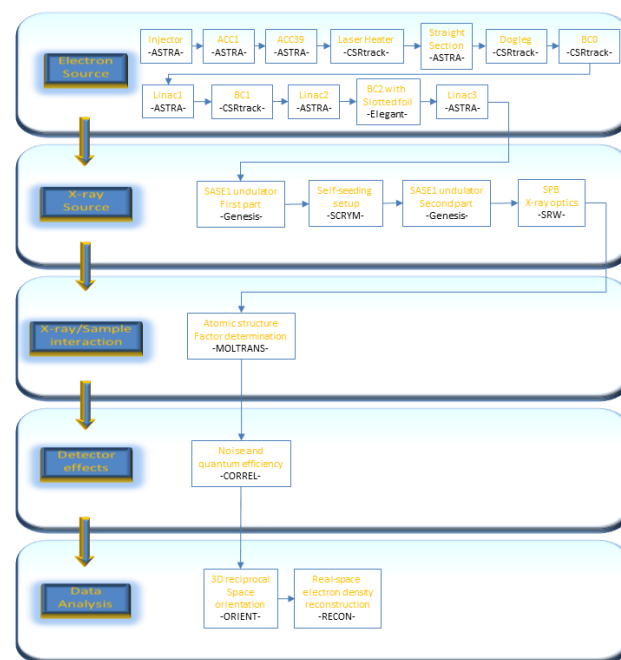 Electron
Source
Injector
-ASTRA-
ACC1
-ASTRA-
ACC39
-ASTRA-
Laser Heater
-CSRtrack-
Straight
Section
-ASTRA-
Dogleg
-CSRtrack-
BC0
-CSRtrack-
Linac1
-ASTRA-
BC1
-CSRtrack-
Linac2
-ASTRA-
BC2 with
Slotted foil
-Elegant-
Linac3
-ASTRA-
X-ray
Source
SASE1 undulator
First part
-Genesis-
Self-seeding
setup
-SCRYM-
SASE1 undulator
Second part
-Genesis-
SPB
X-ray optics
-SRW-
X-ray/Sample
interaction
Atomic structure
Factor determination
-MOLTRANS-
Detector
effects
Noise and
quantum efficiency
-CORREL-
Data
Analysis
3D reciprocal
Space
orientation
-ORIENT-
Real-space
electron density
reconstruction
-RECON-